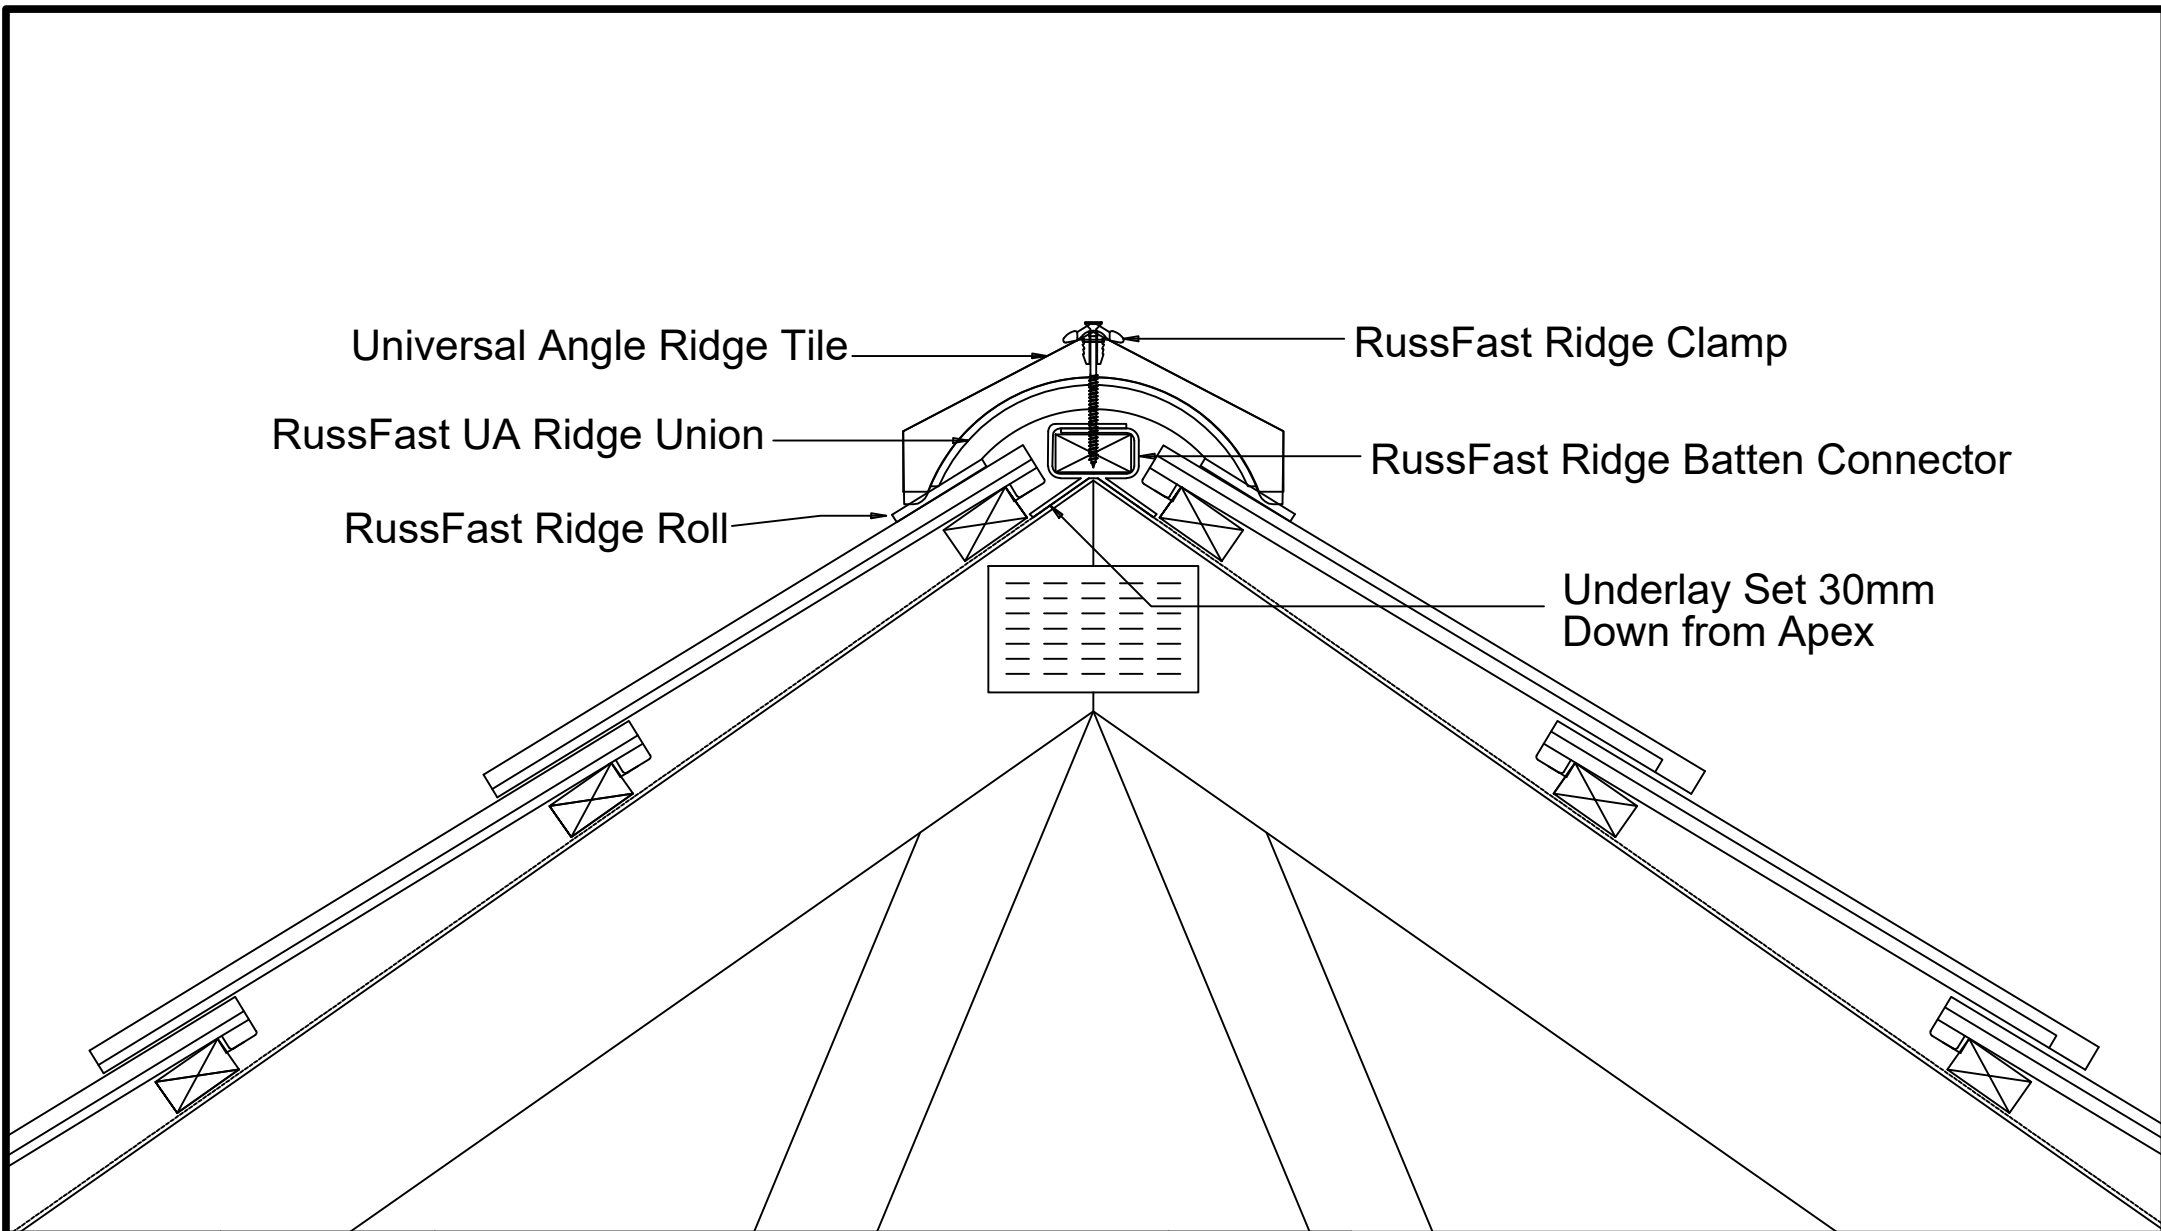 Universal Angle Ridge Tile
RussFast Ridge Clamp
RussFast UA Ridge Union
RussFast Ridge Batten Connector
RussFast Ridge Roll
Underlay Set 30mm
Down from Apex